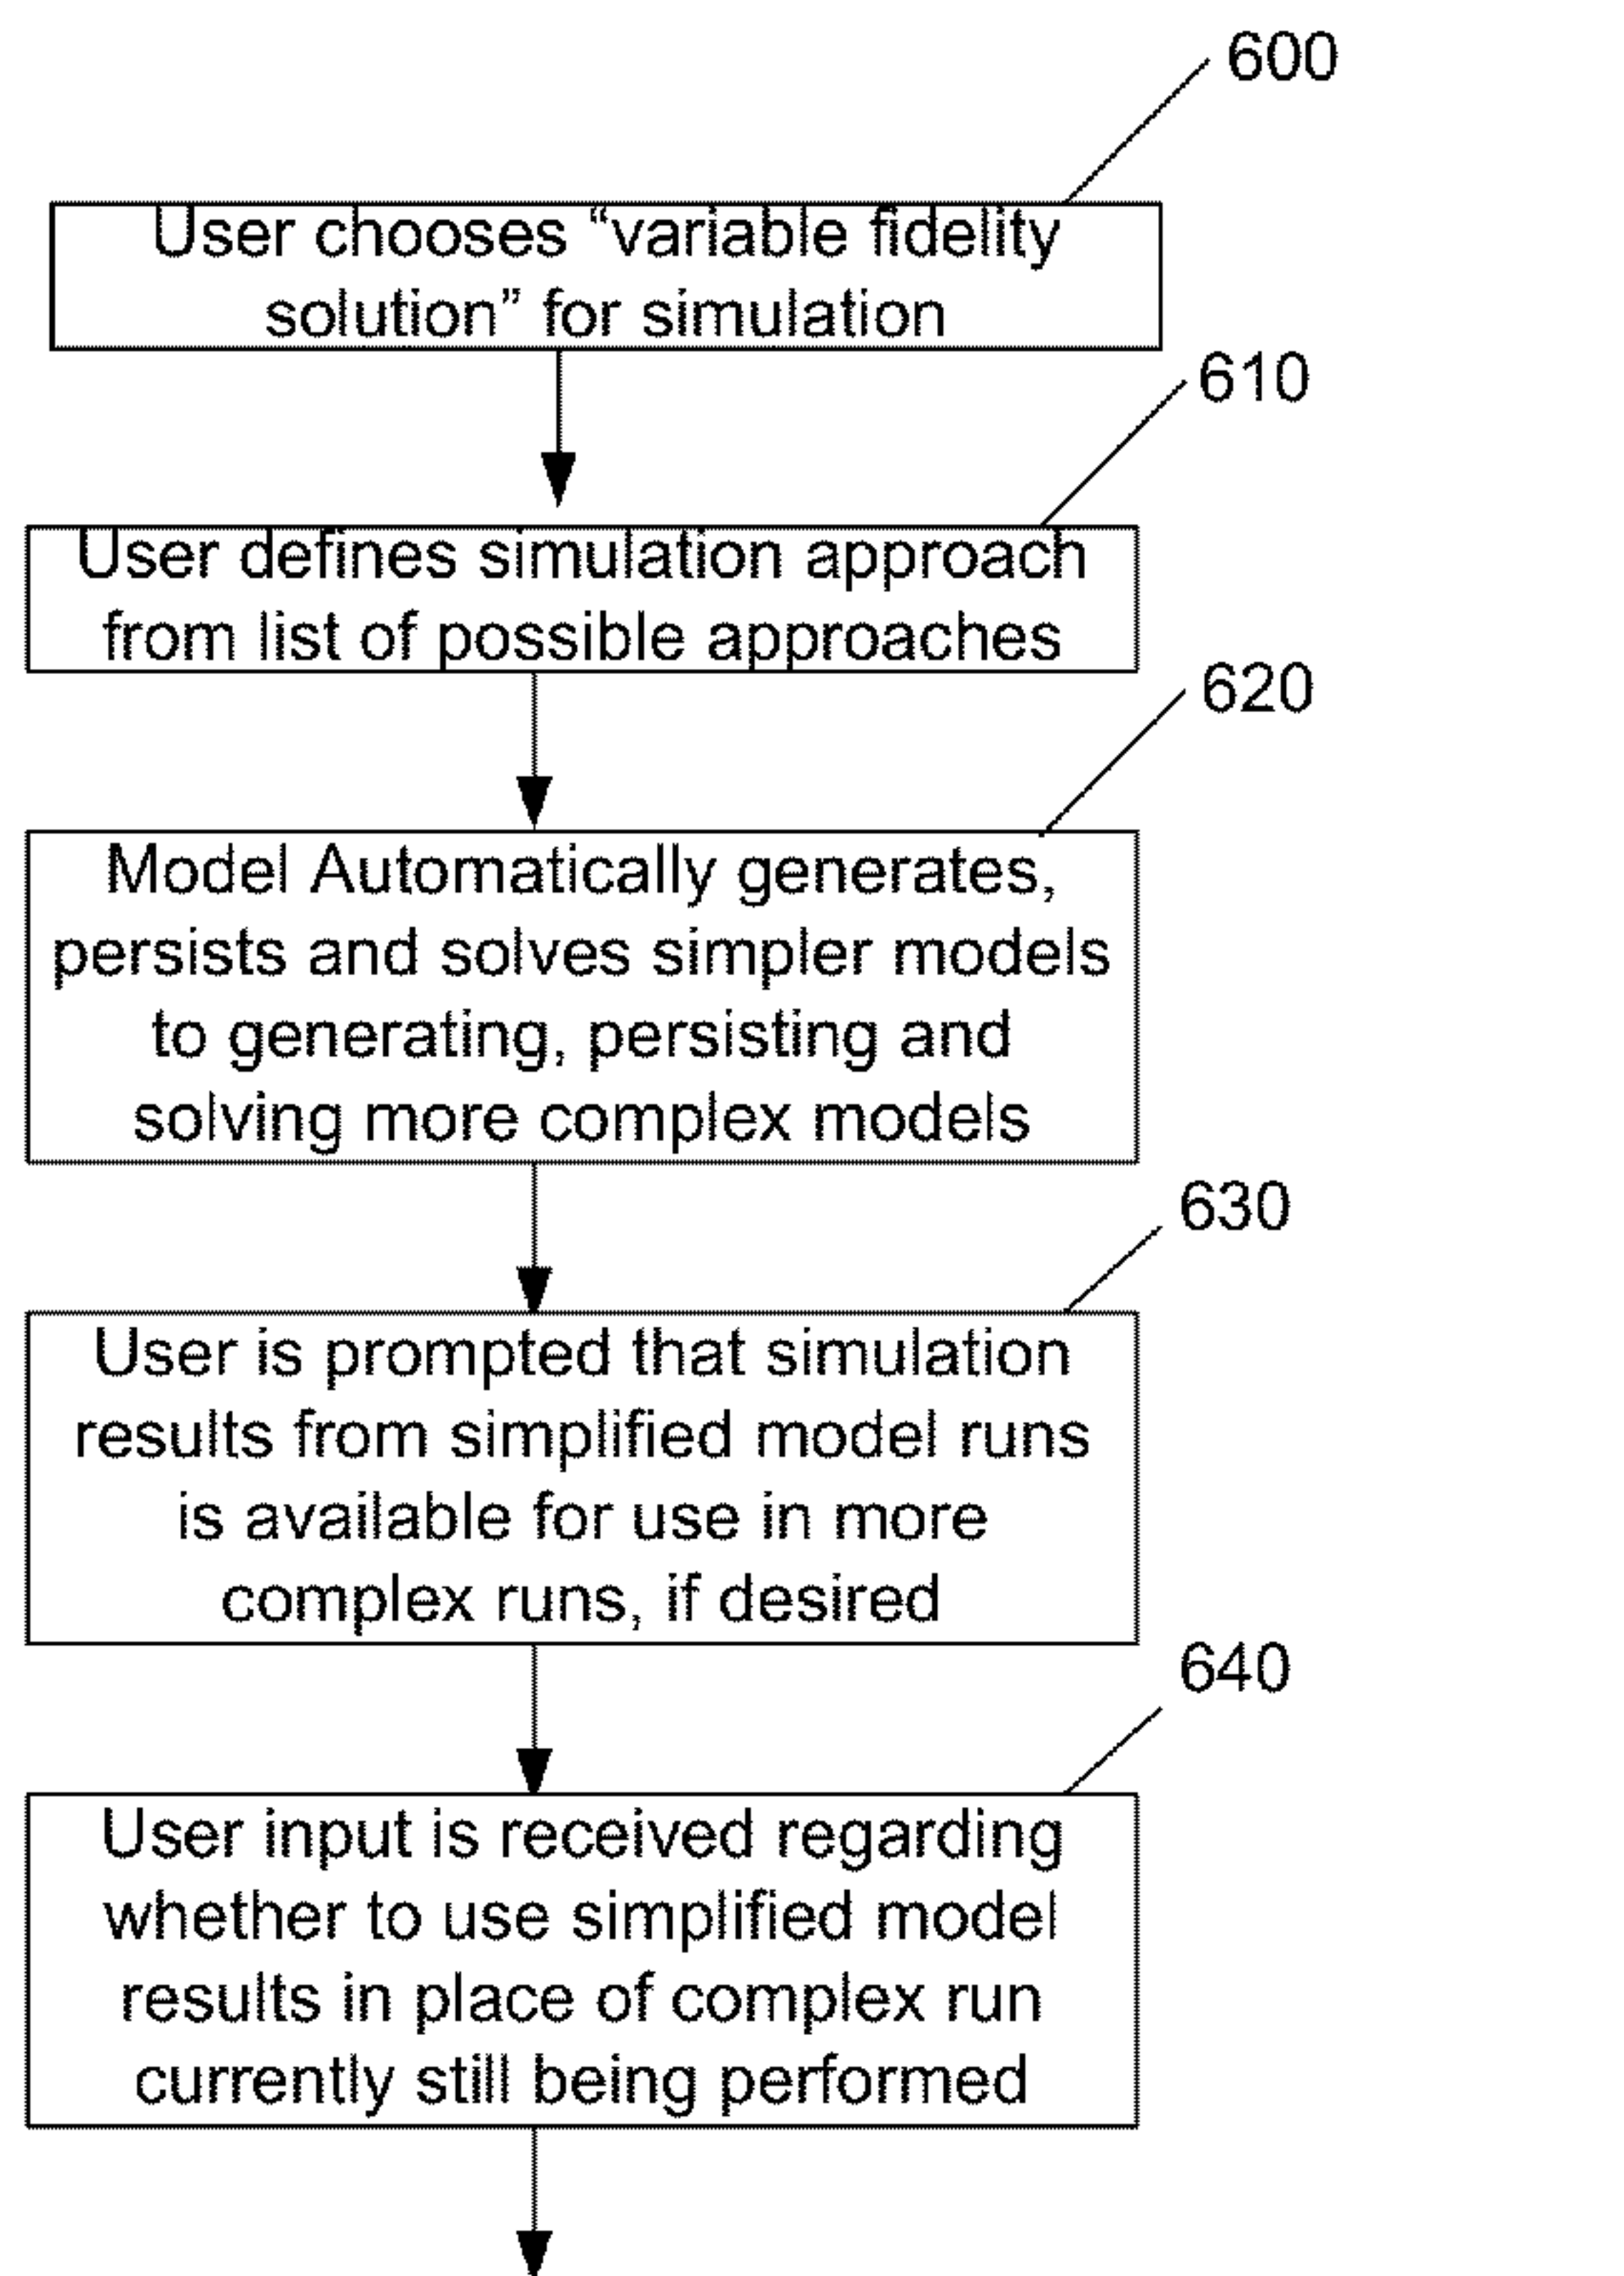 600
User chooses “variable fidelity
solution” for simulation
610
User defines simulation approach
from list of possible approaches
620
Model Automatically generates,
persists and solves simpler models
to generating, persisting and
solving more complex models
630
User is prompted that simulation
results from simplified model runs
is available for use in more
complex runs, if desired
640
User input is received regarding
whether to use simplified model
results in place of complex run
currently still being performed